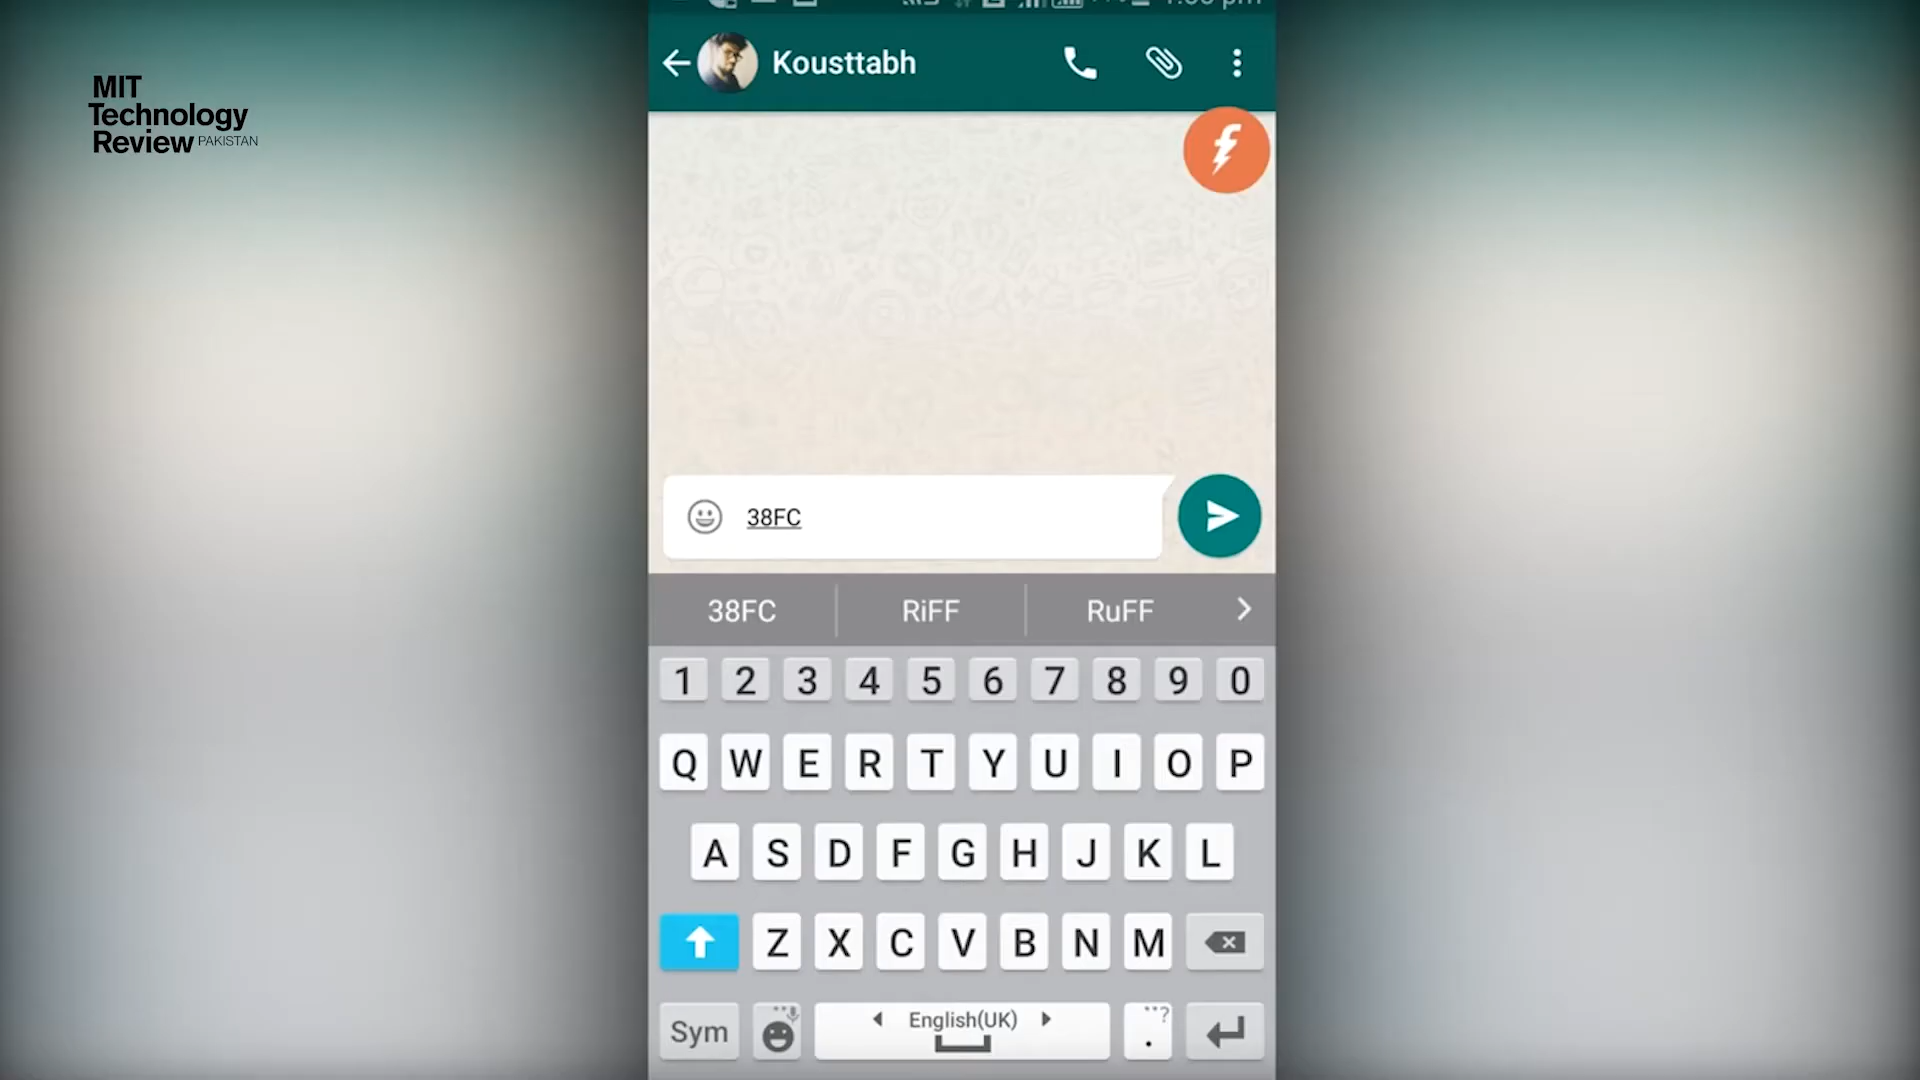 MIT
Technology
Review PAKISTAN
Kousttabh
38FC
38FC RiFF RuFF
1 2 3 4 5 6 7 8 9 0
Q W E R T Y U I O P
A S D F G H J K L
Z X C V B N M
Sym English(UK) . ?